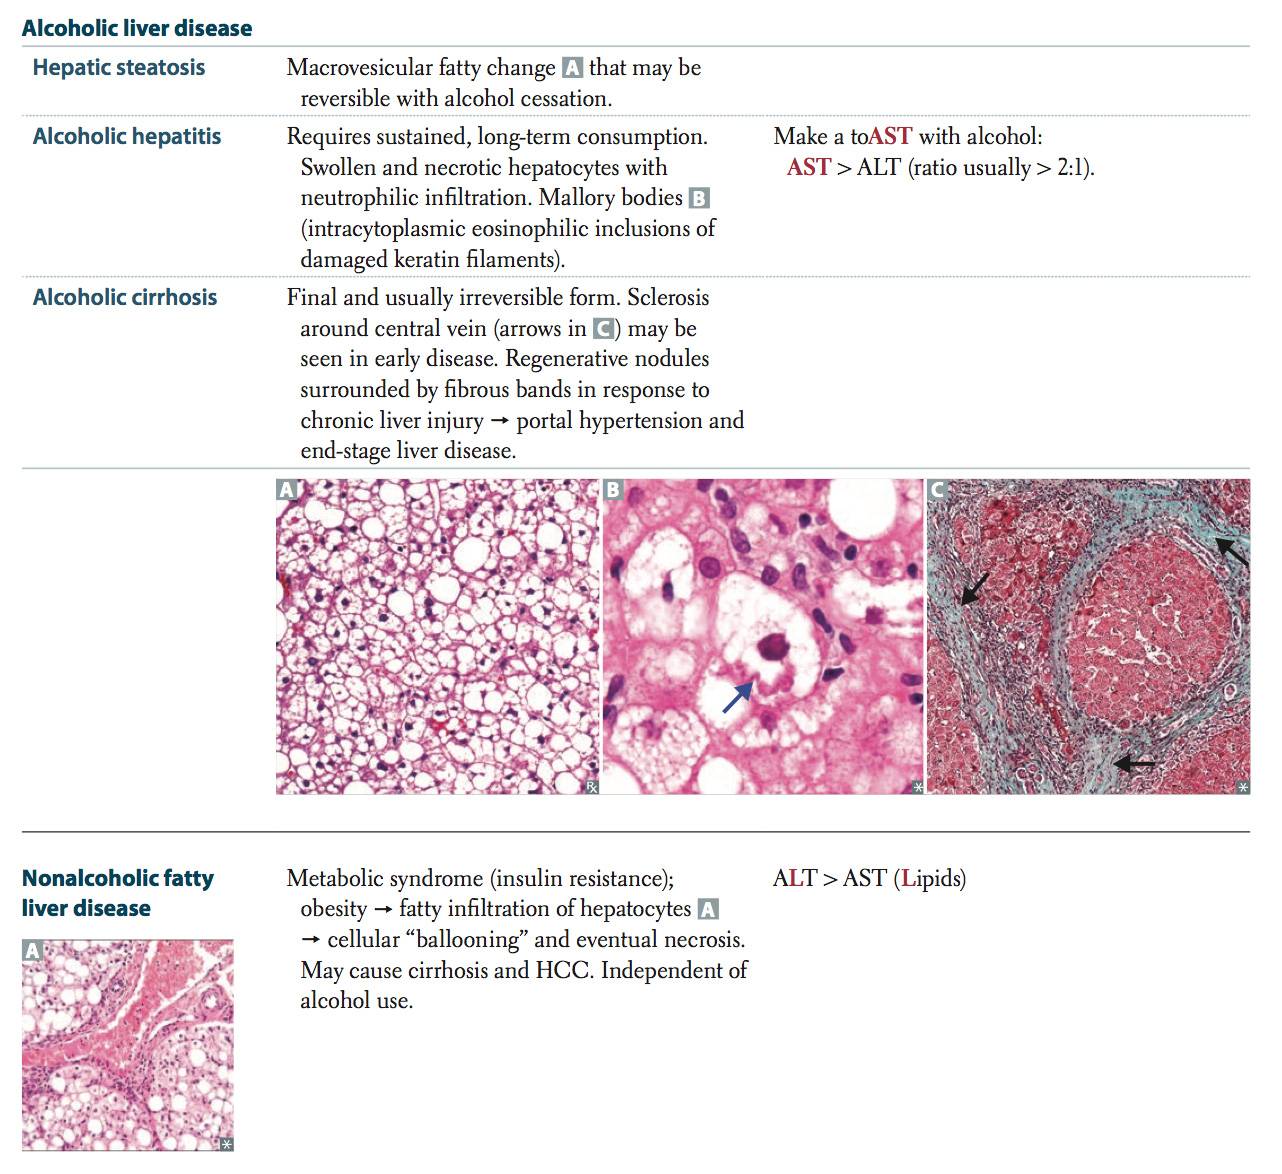 Alcoholic liver disease
Hepatic steatosis
Macrovesicular fatty change A that may be
reversible with alcohol cessation.
Alcoholic hepatitis
Requires sustained, long-term consumption.
Swollen and necrotic hepatocytes with
neutrophilic infiltration. Mallory bodies B
(intracytoplasmic eosinophilic inclusions of
damaged keratin filaments).
Make a toAST with alcohol:
AST > ALT (ratio usually > 2:1).
Alcoholic cirrhosis
Final and usually irreversible form. Sclerosis
around central vein (arrows in C) may be
seen in early disease. Regenerative nodules
surrounded by fibrous bands in response to
chronic liver injury → portal hypertension and
end-stage liver disease.
A
℞
B
*
C
*
Nonalcoholic fatty
liver disease
Metabolic syndrome (insulin resistance);
obesity → fatty infiltration of hepatocytes A
→ cellular “ballooning” and eventual necrosis.
May cause cirrhosis and HCC. Independent of
alcohol use.
ALT > AST (Lipids)
A
*